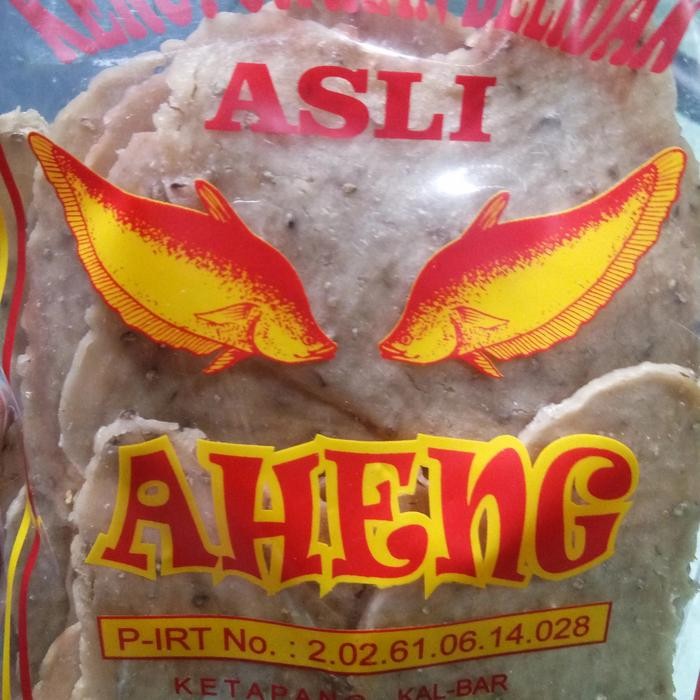 ASLI
AHENG
P-IRT No. : 2.02.61.06.14.028
KETAPANG KAL-BAR